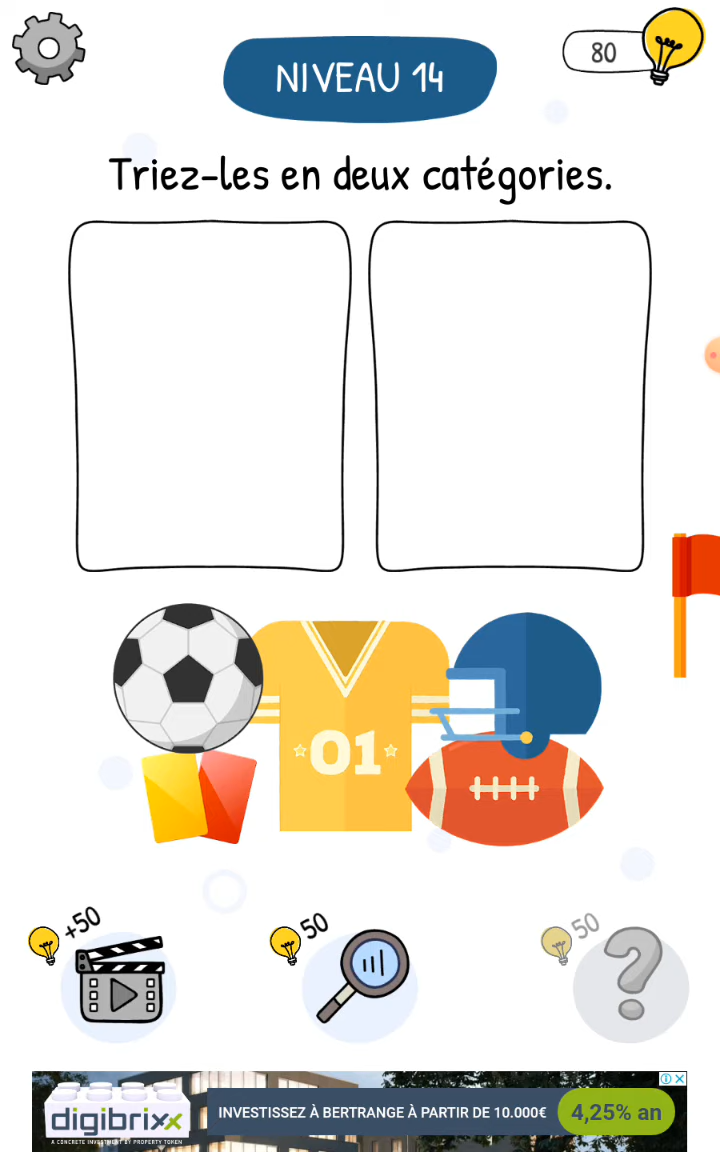 80
NIVEAU 14
Triez-les en deux catégories.
01
+50
50
50
digibrixx
A CONCRETE INVESTMENT BY PROPERTY TOKEN
INVESTISSEZ À BERTRANGE À PARTIR DE 10.000€
4,25% an